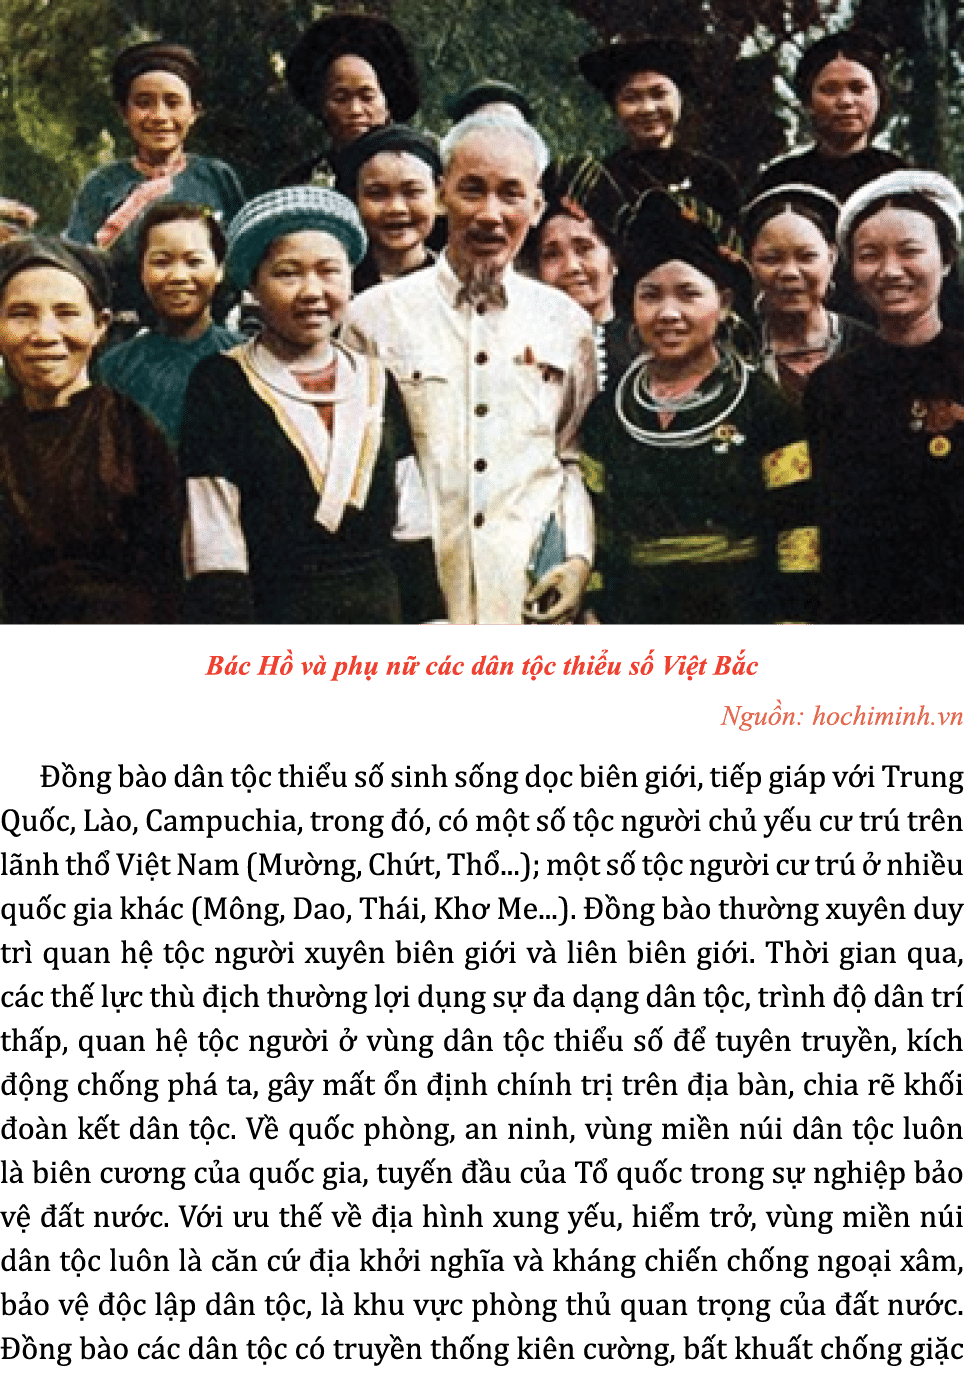 Bác Hồ và phụ nữ các dân tộc thiểu số Việt Bắc
Nguồn: hochiminh.vn
Đồng bào dân tộc thiểu số sinh sống dọc biên giới, tiếp giáp với Trung
Quốc, Lào, Campuchia, trong đó, có một số tộc người chủ yếu cư trú trên
lãnh thổ Việt Nam (Mường, Chứt, Thổ...); một số tộc người cư trú ở nhiều
quốc gia khác (Mông, Dao, Thái, Khơ Me...). Đồng bào thường xuyên duy
trì quan hệ tộc người xuyên biên giới và liên biên giới. Thời gian qua,
các thế lực thù địch thường lợi dụng sự đa dạng dân tộc, trình độ dân trí
thấp, quan hệ tộc người ở vùng dân tộc thiểu số để tuyên truyền, kích
động chống phá ta, gây mất ổn định chính trị trên địa bàn, chia rẽ khối
đoàn kết dân tộc. Về quốc phòng, an ninh, vùng miền núi dân tộc luôn
là biên cương của quốc gia, tuyến đầu của Tổ quốc trong sự nghiệp bảo
vệ đất nước. Với ưu thế về địa hình xung yếu, hiểm trở, vùng miền núi
dân tộc luôn là căn cứ địa khởi nghĩa và kháng chiến chống ngoại xâm,
bảo vệ độc lập dân tộc, là khu vực phòng thủ quan trọng của đất nước.
Đồng bào các dân tộc có truyền thống kiên cường, bất khuất chống giặc